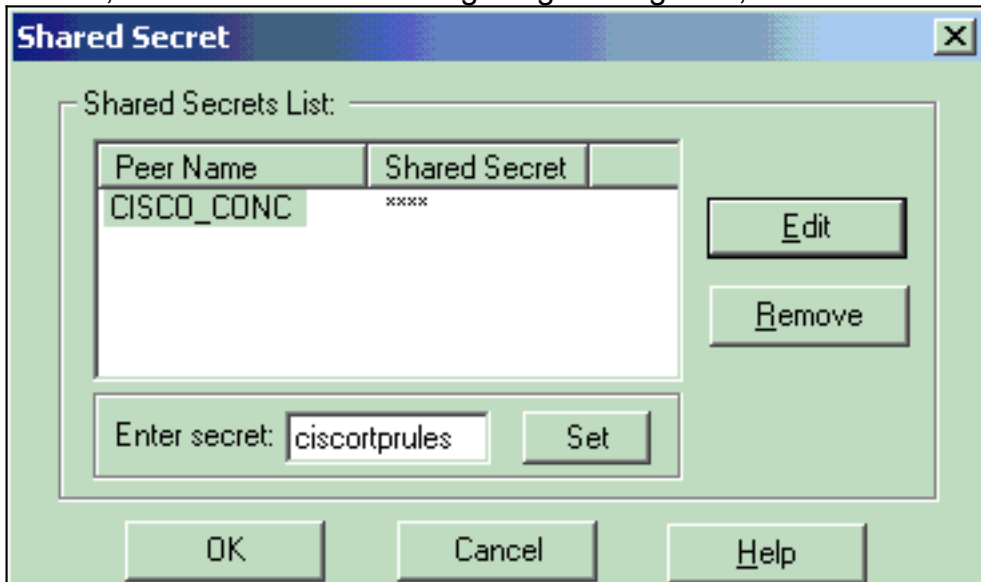 Shared Secret
Shared Secrets List:
Peer Name Shared Secret
CISCO_CONC ****
Edit
Remove
Enter secret: ciscortprules Set
OK Cancel Help